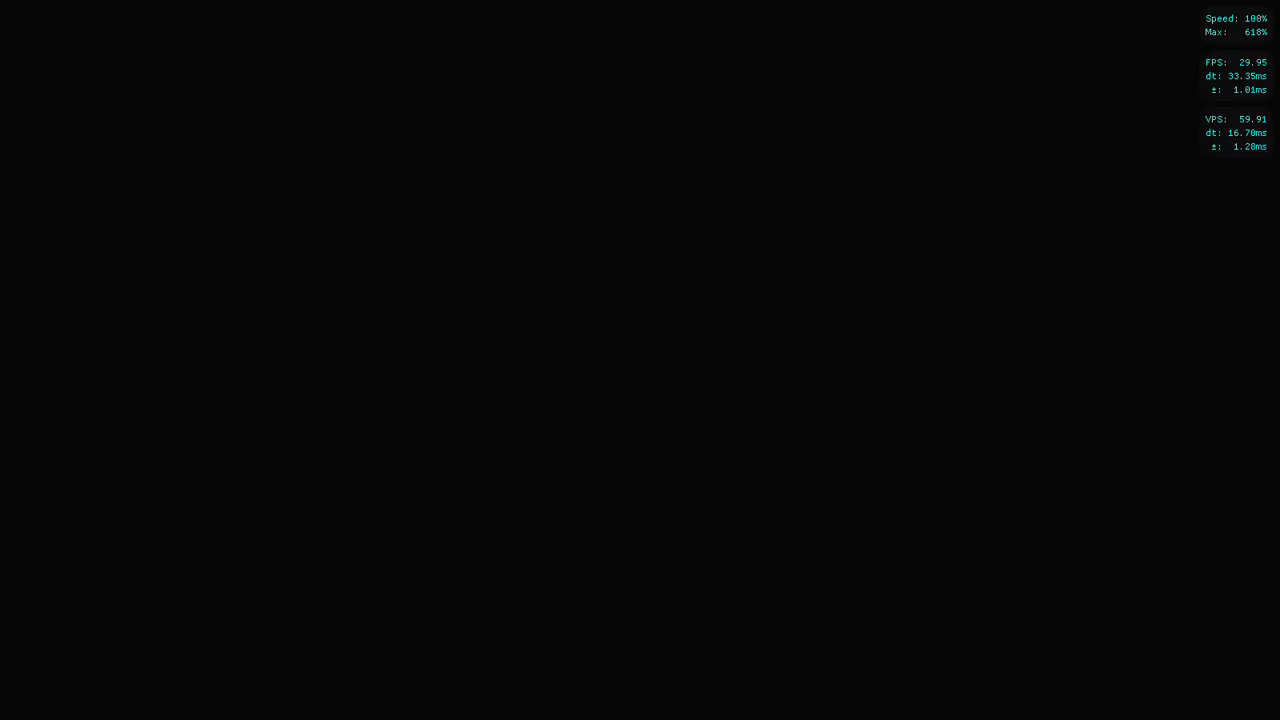 Speed: 100%
Max: 618%
FPS: 29.95
dt: 33.35ms
±: 1.01ms
VPS: 59.91
dt: 16.70ms
±: 1.20ms